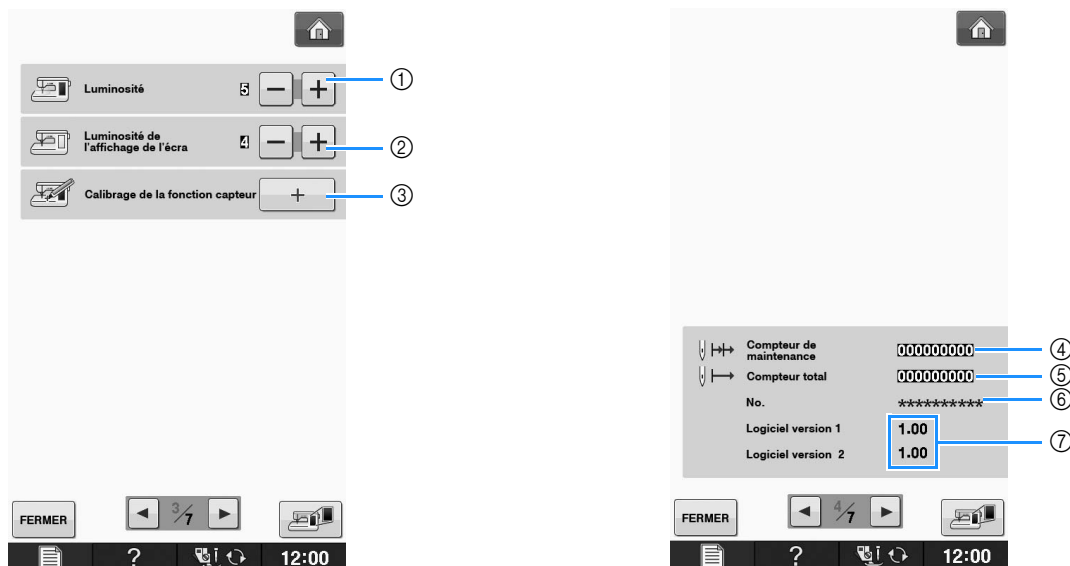 Luminosité 5 − + ①
Luminosité de
l'affichage de l'écra 4 − + ②
Calibrage de la fonction capteur + ③
FERMER 3/7
? 12:00
Compteur de
maintenance 000000000 ④
Compteur total 000000000 ⑤
No. ********** ⑥
Logiciel version 1 1.00
Logiciel version 2 1.00 ⑦
FERMER 4/7
? 12:00